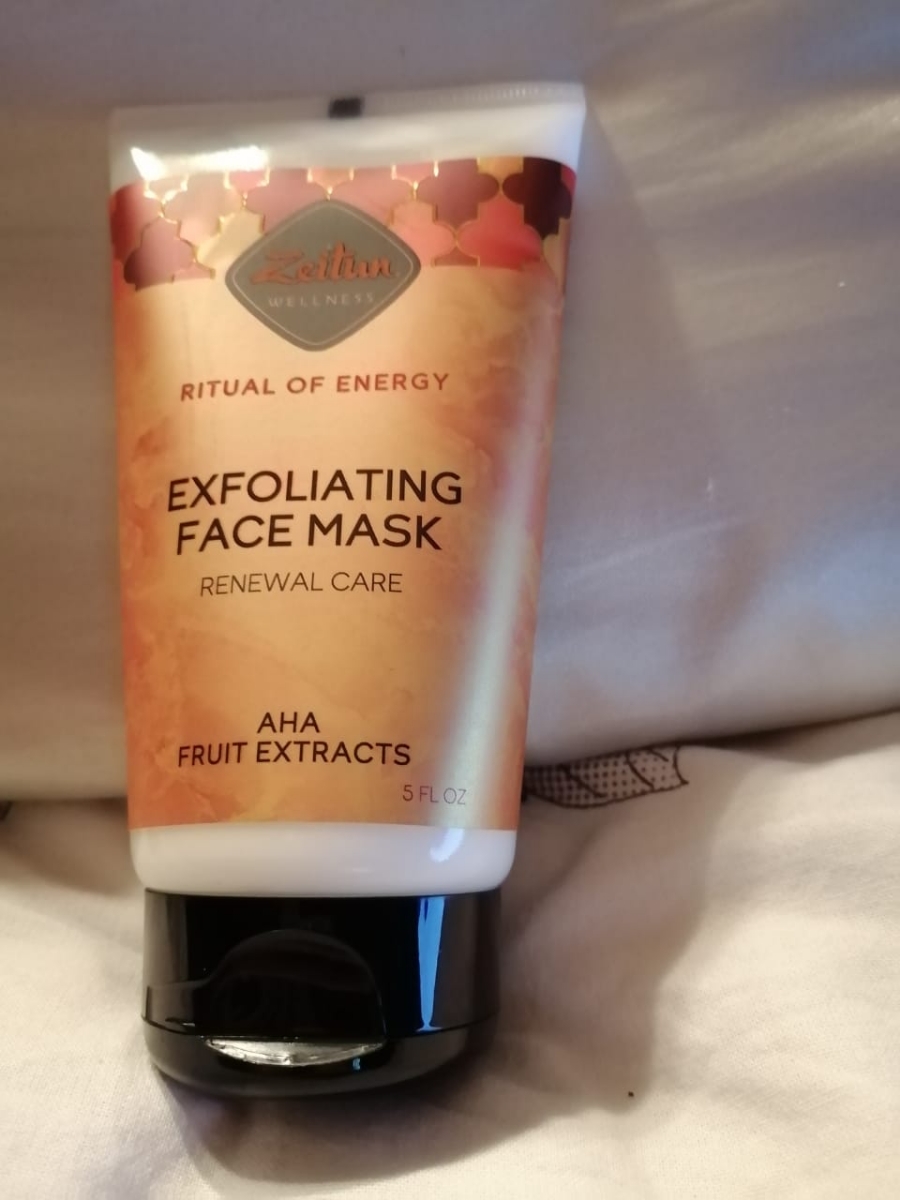 Zeitun
WELLNESS
RITUAL OF ENERGY
EXFOLIATING
FACE MASK
RENEWAL CARE
AHA
FRUIT EXTRACTS
5 FL OZ